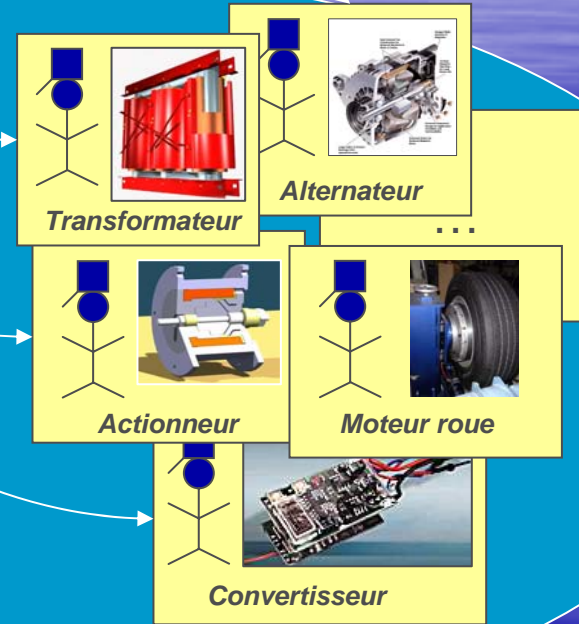 Alternateur
Transformateur
...
Actionneur
Moteur roue
Convertisseur